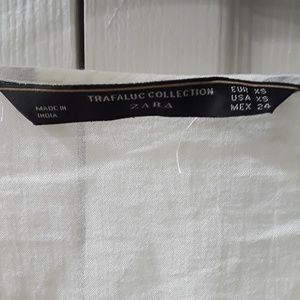 MADE IN
INDIA
TRAFALUC COLLECTION
ZARA
EUR XS
USA XS
MEX 24